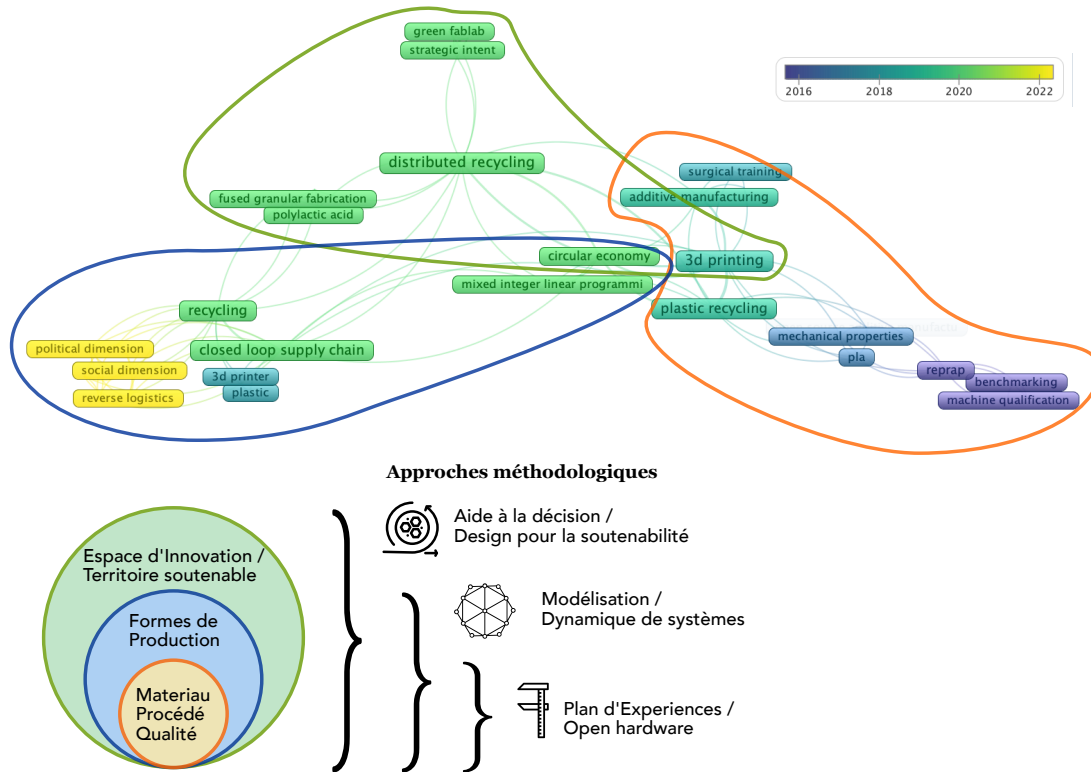 green fablab
strategic intent
2016 2018 2020 2022
distributed recycling
surgical training
additive manufacturing
fused granular fabrication
polylactic acid
circular economy
3d printing
mixed integer linear programmi
recycling
plastic recycling
mechanical properties
political dimension
closed loop supply chain
pla
social dimension
3d printer
reprap
benchmarking
plastic
reverse logistics
machine qualification
Approches méthodologiques
Aide à la décision /
Design pour la soutenabilité
Espace d'Innovation /
Territoire soutenable
Modélisation /
Dynamique de systèmes
Formes de
Production
Materiau
Procédé
Qualité
Plan d'Experiences /
Open hardware